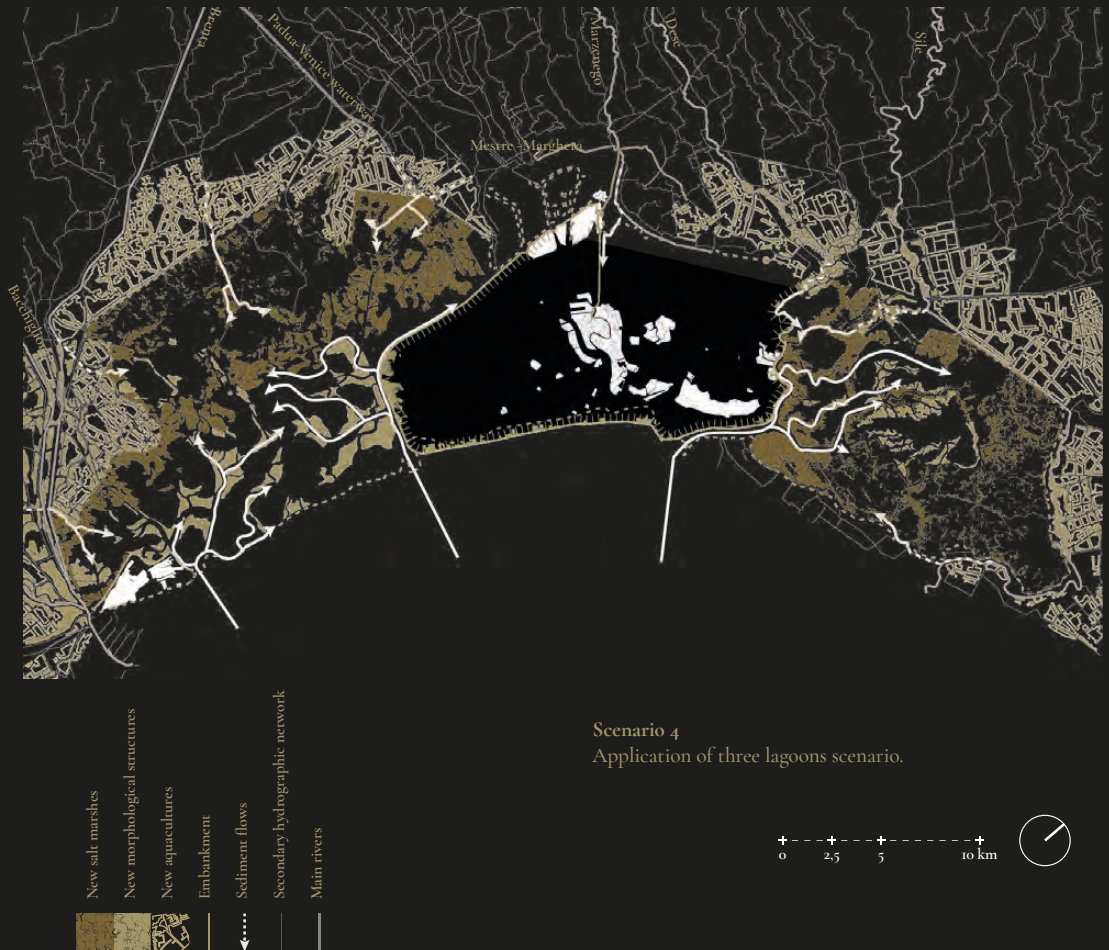 Brenta
Padua-Venice waterway
Marzenego
Dese
Sile
Mestre -Marghera
Bacchiglione
Scenario 4
Application of three lagoons scenario.
0 2,5 5 10 km
New salt marshes
New morphological structures
New aquacultures
Embankment
Sediment flows
Secondary hydrographic network
Main rivers